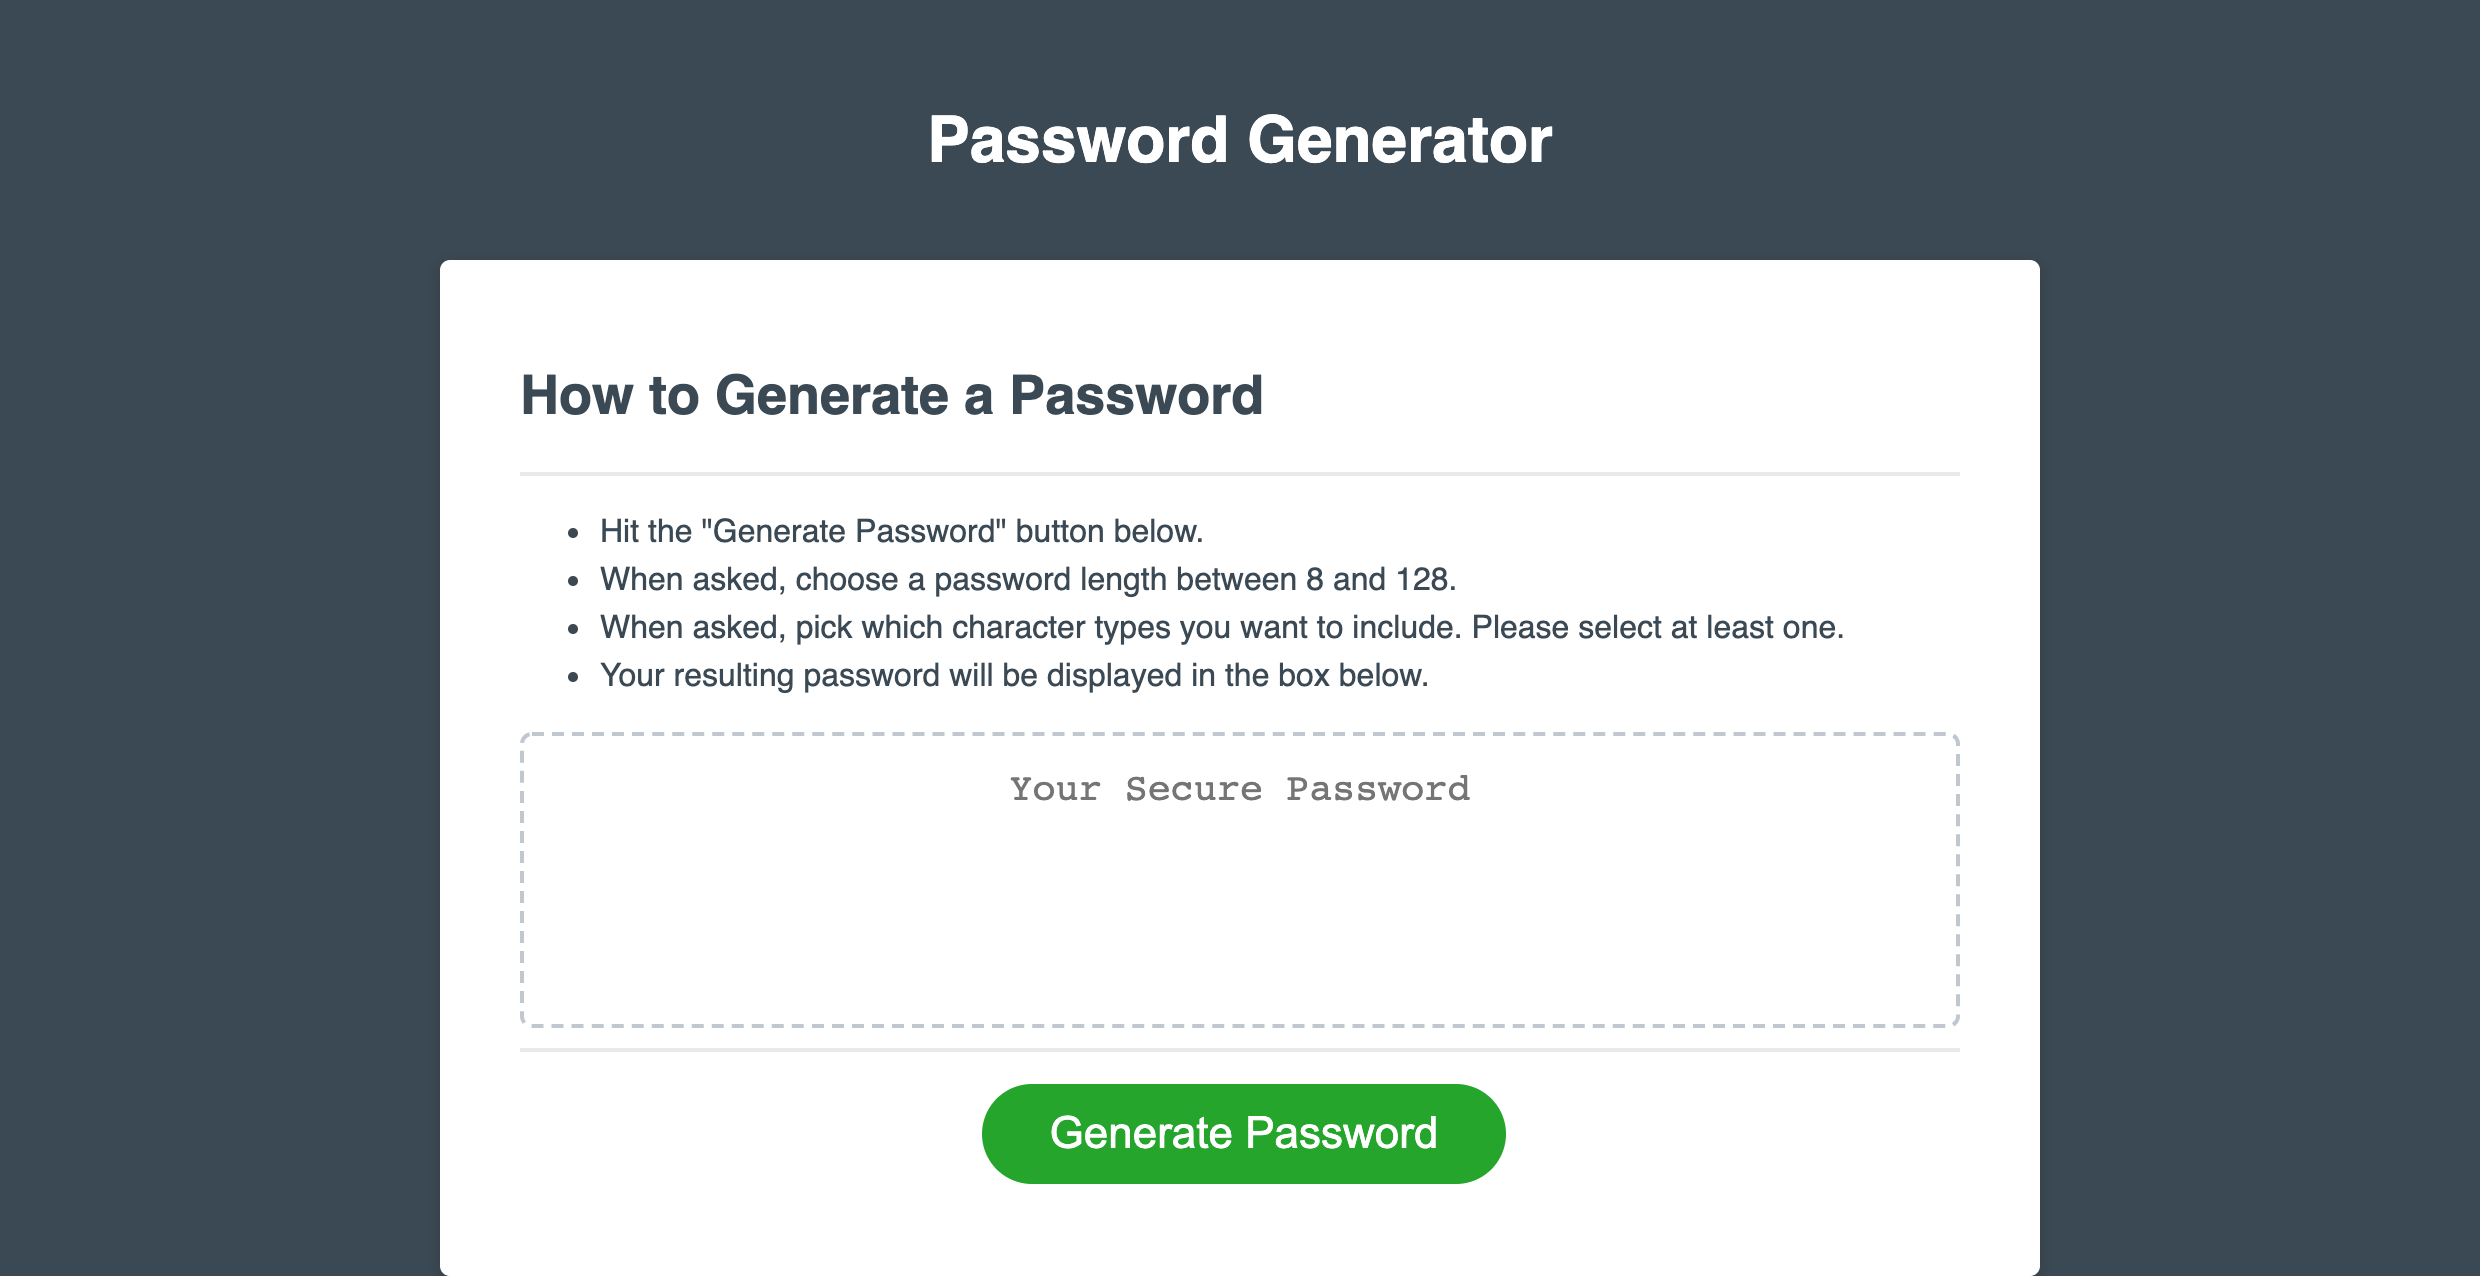 Password Generator
How to Generate a Password
Hit the "Generate Password" button below.
When asked, choose a password length between 8 and 128.
When asked, pick which character types you want to include. Please select at least one.
Your resulting password will be displayed in the box below.
Your Secure Password
Generate Password